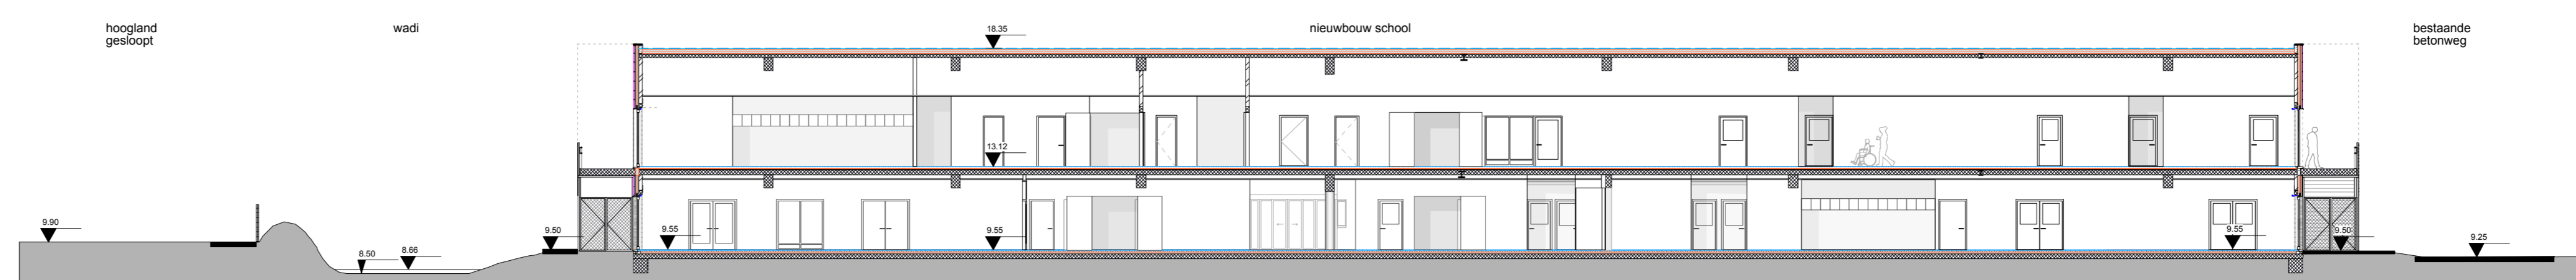 hoogland
gesloopt
wadi
nieuwbouw school
bestaande
betonweg
18.35
13.12
9.90
8.50
8.66
9.50
9.55
9.55
9.55
9.50
9.25